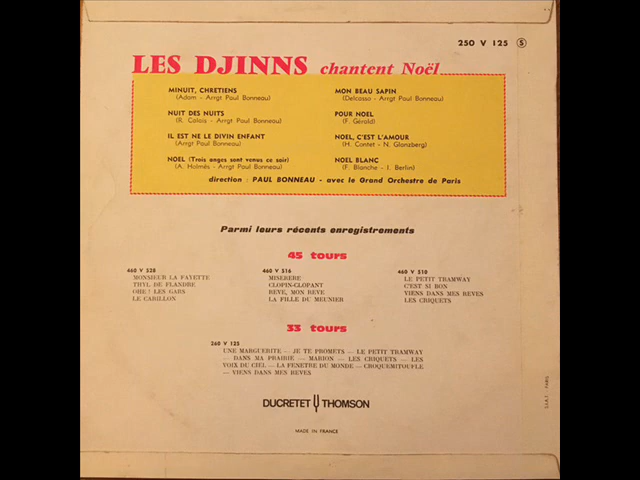 250 V 125 S
LES DJINNS chantent Noël
MINUIT, CHRETIENS
(Adam - Arrgt Paul Bonneau)
NUIT DES NUITS
(R. Calais - Arrgt Paul Bonneau)
IL EST NE LE DIVIN ENFANT
(Arrgt Paul Bonneau)
NOEL (Trois anges sont venus ce soir)
(A. Holmès - Arrgt Paul Bonneau)
MON BEAU SAPIN
(Delcasso - Arrgt Paul Bonneau)
POUR NOEL
(F. Gérald)
NOEL, C'EST L'AMOUR
(H. Contet - N. Glanzberg)
NOEL BLANC
(F. Blanche - I. Berlin)
direction : PAUL BONNEAU - avec le Grand Orchestre de Paris
Parmi leurs récents enregistrements
45 tours
460 V 528
MONSIEUR LA FAYETTE
THYL DE FLANDRE
OHE ! LES GARS
LE CARILLON
460 V 516
MISERERE
CLOPIN-CLOPANT
REVE, MON REVE
LA FILLE DU MEUNIER
460 V 510
LE PETIT TRAMWAY
C'EST SI BON
VIENS DANS MES REVES
LES CRIQUETS
33 tours
260 V 125
UNE MARGUERITE — JE TE PROMETS — LE PETIT TRAMWAY
— DANS MA PRAIRIE — MARION — LES CRIQUETS — LES
VOIX DU CIEL — LA FENETRE DU MONDE — CROQUEMITOUFLE
— VIENS DANS MES REVES
DUCRETET THOMSON
MADE IN FRANCE